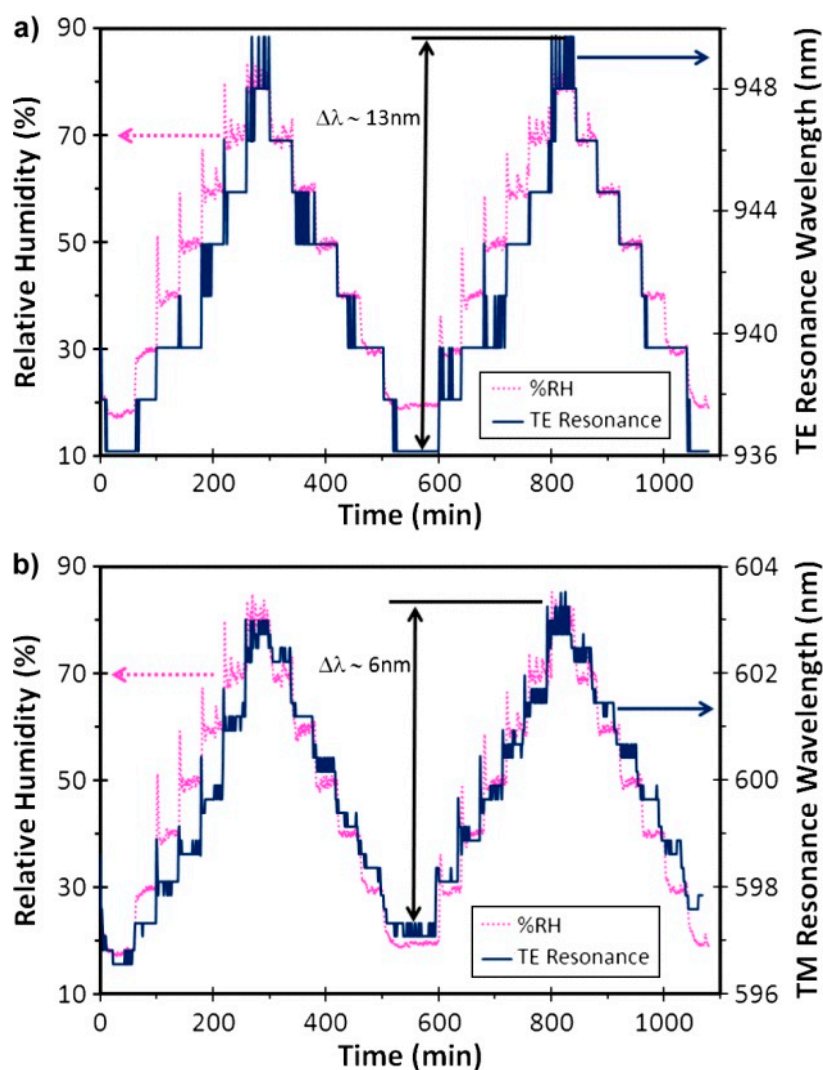 a)
90
70
50
30
10
Relative Humidity (%)
Δλ ~ 13nm
948
944
940
936
TE Resonance Wavelength (nm)
%RH
TE Resonance
0 200 400 600 800 1000
Time (min)
b)
90
70
50
30
10
Relative Humidity (%)
Δλ ~ 6nm
604
602
600
598
596
TM Resonance Wavelength (nm)
%RH
TE Resonance
0 200 400 600 800 1000
Time (min)